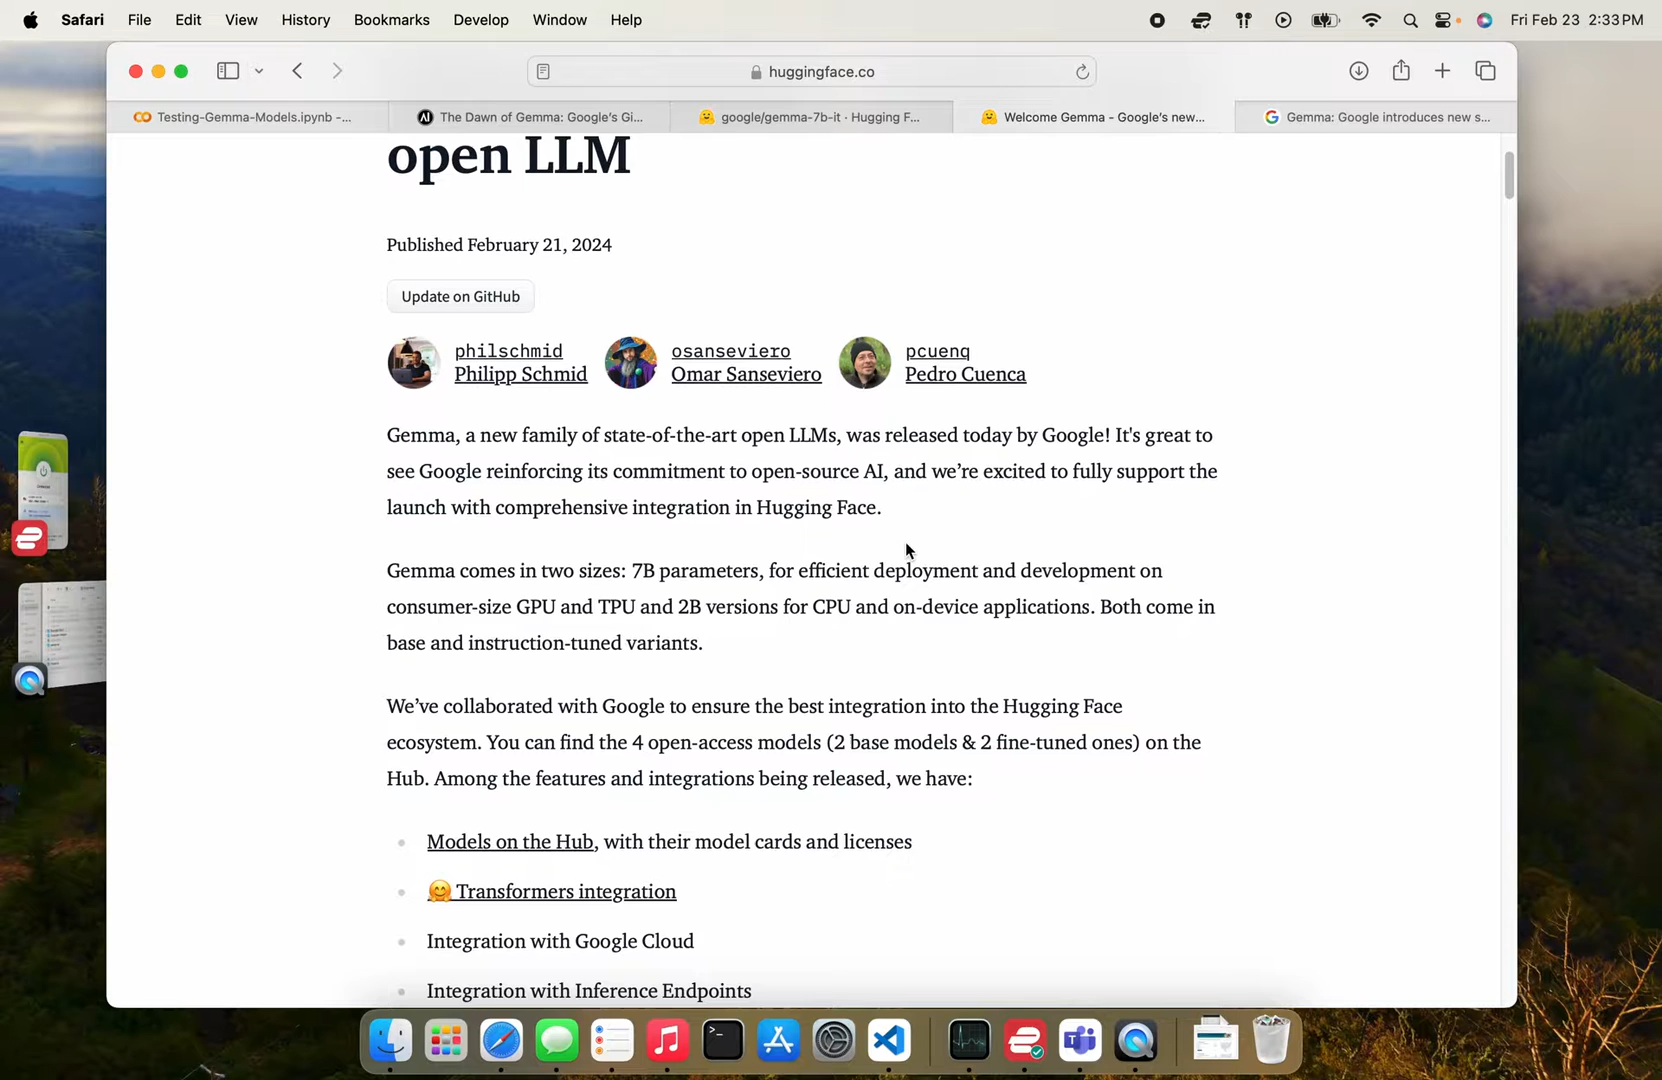 Safari File Edit View History Bookmarks Develop Window Help Fri Feb 23 2:33 PM
huggingface.co
Testing-Gemma-Models.ipynb -... The Dawn of Gemma: Google's Gi... google/gemma-7b-it · Hugging F... Welcome Gemma - Google's new... Gemma: Google introduces new s...
open LLM
Published February 21, 2024
Update on GitHub
philschmid osanseviero pcuenq
Philipp Schmid Omar Sanseviero Pedro Cuenca
Gemma, a new family of state-of-the-art open LLMs, was released today by Google! It's great to
see Google reinforcing its commitment to open-source AI, and we're excited to fully support the
launch with comprehensive integration in Hugging Face.
Gemma comes in two sizes: 7B parameters, for efficient deployment and development on
consumer-size GPU and TPU and 2B versions for CPU and on-device applications. Both come in
base and instruction-tuned variants.
We've collaborated with Google to ensure the best integration into the Hugging Face
ecosystem. You can find the 4 open-access models (2 base models & 2 fine-tuned ones) on the
Hub. Among the features and integrations being released, we have:
Models on the Hub, with their model cards and licenses
🤗 Transformers integration
Integration with Google Cloud
Integration with Inference Endpoints